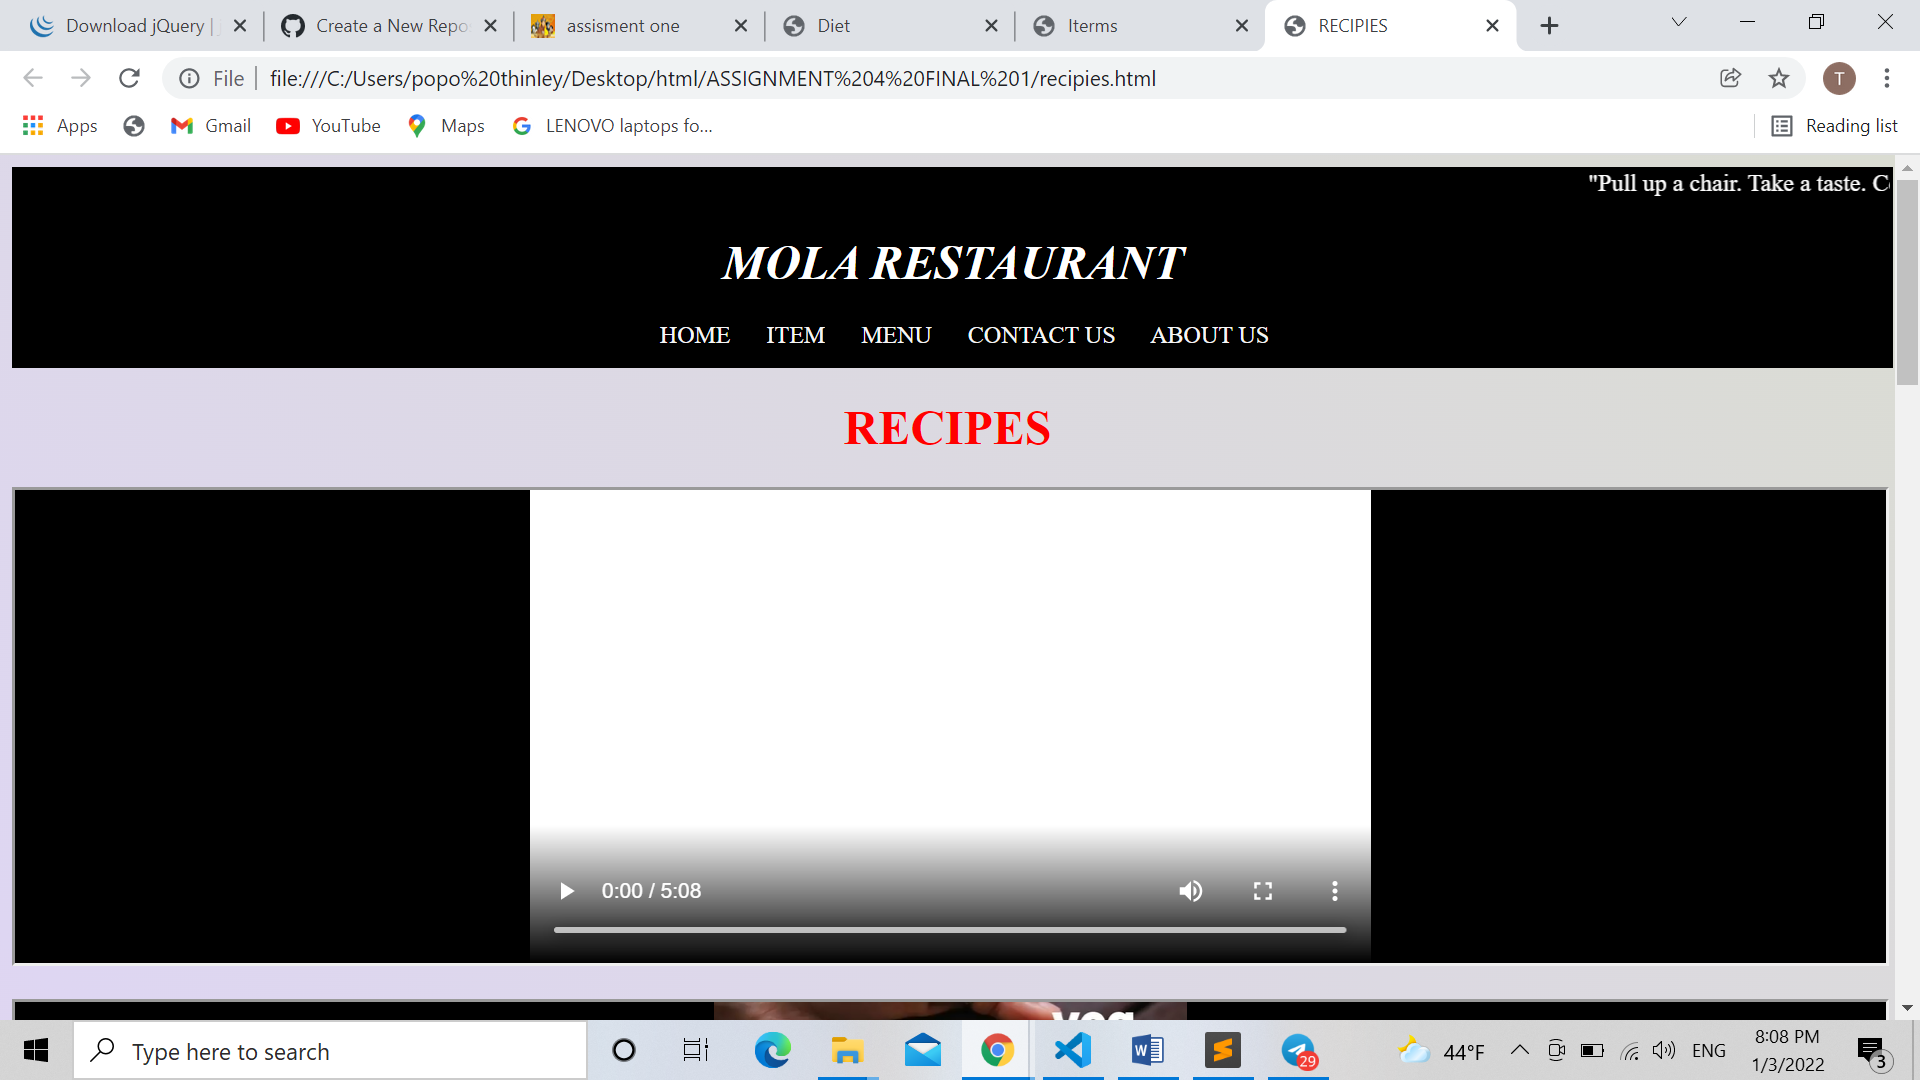 Download jQuery |
Create a New Repo
assisment one
Diet
Iterms
RECIPIES
File
file:///C:/Users/popo%20thinley/Desktop/html/ASSIGNMENT%204%20FINAL%201/recipies.html
T
Apps
Gmail
YouTube
Maps
LENOVO laptops fo...
Reading list
"Pull up a chair. Take a taste. C
MOLA RESTAURANT
HOME ITEM MENU CONTACT US ABOUT US
RECIPES
0:00 / 5:08
veg
Type here to search
29
44°F
ENG
8:08 PM
1/3/2022
3